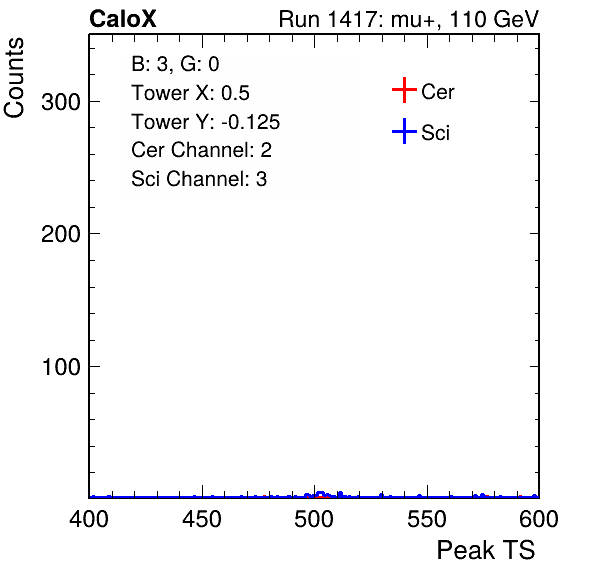 CaloX Run 1417: mu+, 110 GeV
Counts
B: 3, G: 0
Tower X: 0.5
Tower Y: -0.125
Cer Channel: 2
Sci Channel: 3
Cer
Sci
300
200
100
400 450 500 550 600
Peak TS